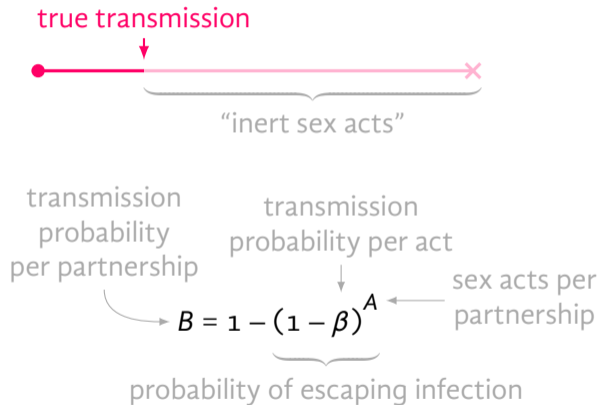 true transmission
“inert sex acts”
transmission
probability
per partnership
transmission
probability per act
sex acts per
partnership
B = 1 – (1 – β)^A
probability of escaping infection